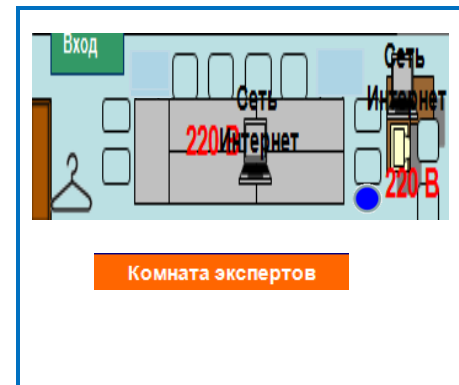 Вход
Сеть
Интернет
220 В
Сеть
Интернет
220 В
Комната экспертов